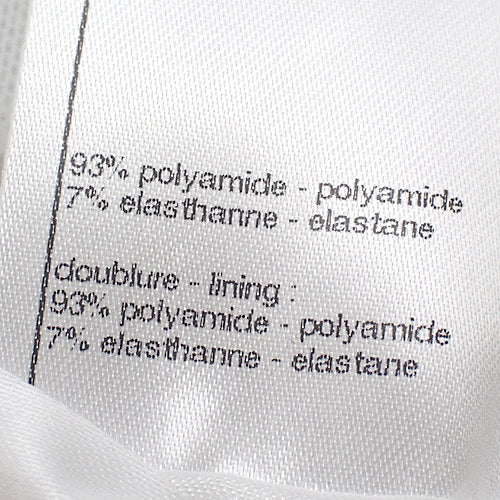 93% polyamide - polyamide
7% elasthanne - elastane
doublure - lining :
93% polyamide - polyamide
7% elasthanne - elastane